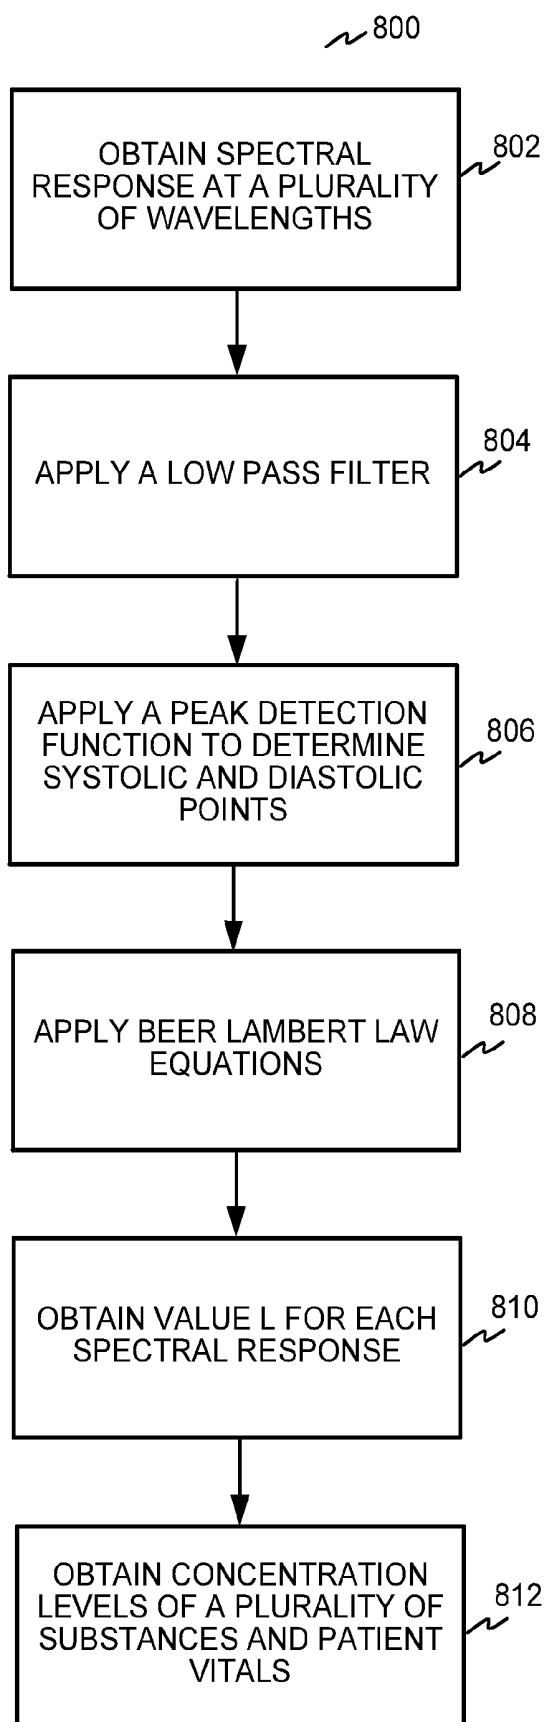 800
OBTAIN SPECTRAL
RESPONSE AT A PLURALITY
OF WAVELENGTHS
802
APPLY A LOW PASS FILTER
804
APPLY A PEAK DETECTION
FUNCTION TO DETERMINE
SYSTOLIC AND DIASTOLIC
POINTS
806
APPLY BEER LAMBERT LAW
EQUATIONS
808
OBTAIN VALUE L FOR EACH
SPECTRAL RESPONSE
810
OBTAIN CONCENTRATION
LEVELS OF A PLURALITY OF
SUBSTANCES AND PATIENT
VITALS
812